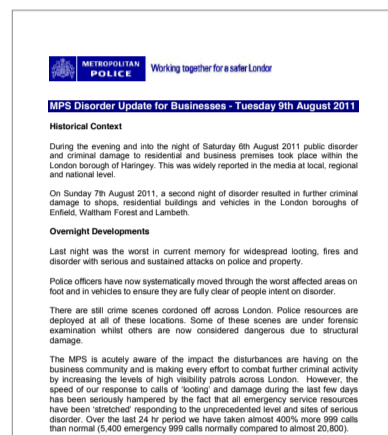 METROPOLITAN
POLICE
Working together for a safer London
MPS Disorder Update for Businesses - Tuesday 9th August 2011
Historical Context
During the evening and into the night of Saturday 6th August 2011 public disorder
and criminal damage to residential and business premises took place within the
London borough of Haringey. This was widely reported in the media at local, regional
and national level.
On Sunday 7th August 2011, a second night of disorder resulted in further criminal
damage to shops, residential buildings and vehicles in the London boroughs of
Enfield, Waltham Forest and Lambeth.
Overnight Developments
Last night was the worst in current memory for widespread looting, fires and
disorder with serious and sustained attacks on police and property.
Police officers have now systematically moved through the worst affected areas on
foot and in vehicles to ensure they are fully clear of people intent on disorder.
There are still crime scenes cordoned off across London. Police resources are
deployed at all of these locations. Some of these scenes are under forensic
examination whilst others are now considered dangerous due to structural
damage.
The MPS is acutely aware of the impact the disturbances are having on the
business community and is making every effort to combat further criminal activity
by increasing the levels of high visibility patrols across London. However, the
speed of our response to calls of 'looting' and damage during the last few days
has been seriously hampered by the fact that all emergency service resources
have been 'stretched' responding to the unprecedented level and sites of serious
disorder. Over the last 24 hr period we have taken almost 400% more 999 calls
than normal (5,400 emergency 999 calls normally compared to almost 20,800).